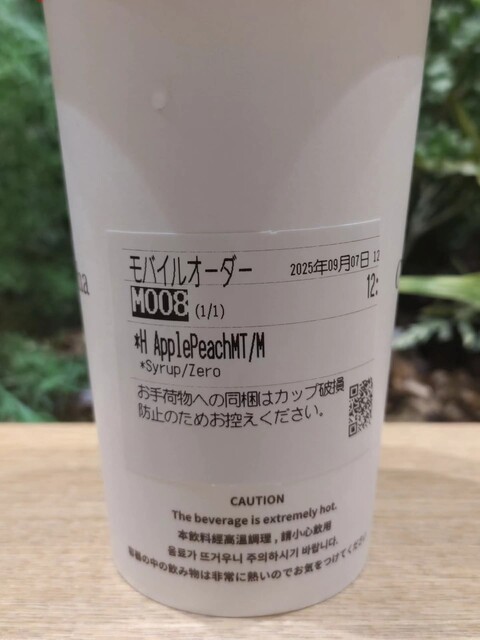 モバイルオーダー 2025年09月07日 12
M008 (1/1) 12:
*H ApplePeachMT/M
*Syrup/Zero
お手荷物への同梱はカップ破損
防止のためお控えください。
CAUTION
The beverage is extremely hot.
本飲料經高溫調理，請小心飲用
음료가 뜨거우니 주의하시기 바랍니다.
容器の中の飲み物は非常に熱いのでお気をつけてください